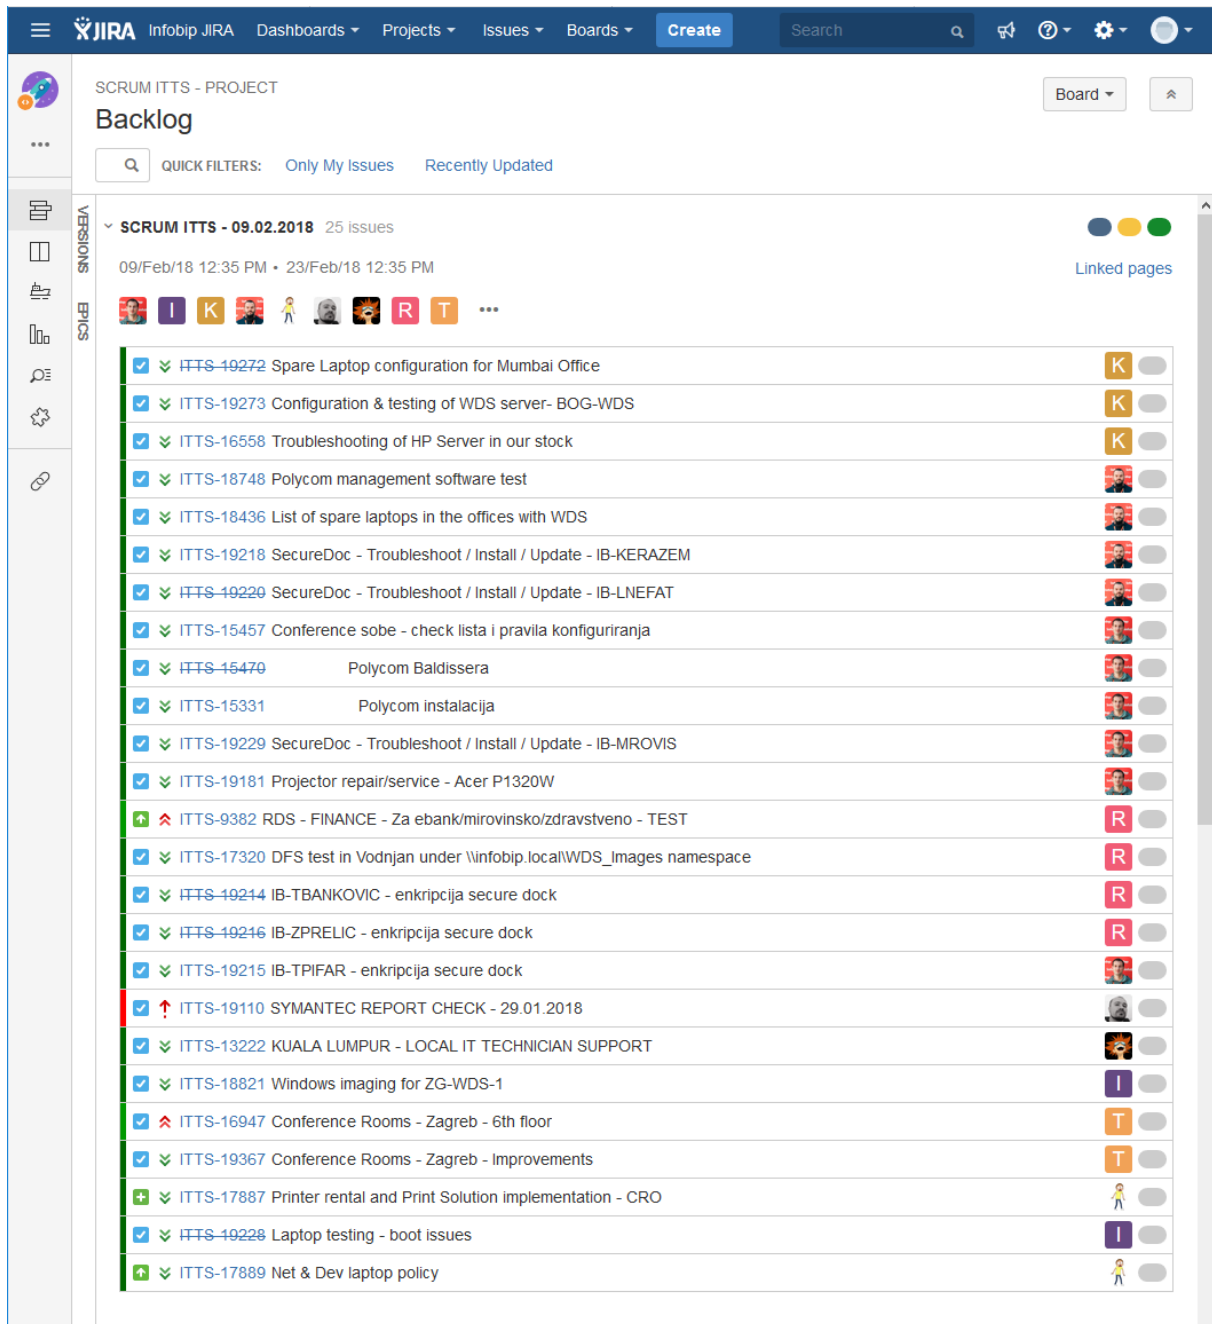 JIRA Infobip JIRA Dashboards Projects Issues Boards Create Search
SCRUM ITTS - PROJECT
Board
Backlog
QUICK FILTERS: Only My Issues Recently Updated
VERSIONS
EPICS
SCRUM ITTS - 09.02.2018 25 issues
09/Feb/18 12:35 PM • 23/Feb/18 12:35 PM
Linked pages
I K R T
ITTS-19272 Spare Laptop configuration for Mumbai Office K
ITTS-19273 Configuration & testing of WDS server- BOG-WDS K
ITTS-16558 Troubleshooting of HP Server in our stock K
ITTS-18748 Polycom management software test
ITTS-18436 List of spare laptops in the offices with WDS
ITTS-19218 SecureDoc - Troubleshoot / Install / Update - IB-KERAZEM
ITTS-19220 SecureDoc - Troubleshoot / Install / Update - IB-LNEFAT
ITTS-15457 Conference sobe - check lista i pravila konfiguriranja
ITTS-15470 Polycom Baldissera
ITTS-15331 Polycom instalacija
ITTS-19229 SecureDoc - Troubleshoot / Install / Update - IB-MROVIS
ITTS-19181 Projector repair/service - Acer P1320W
ITTS-9382 RDS - FINANCE - Za ebank/mirovinsko/zdravstveno - TEST R
ITTS-17320 DFS test in Vodnjan under \\infobip.local\WDS_Images namespace R
ITTS-19214 IB-TBANKOVIC - enkripcija secure dock R
ITTS-19216 IB-ZPRELIC - enkripcija secure dock R
ITTS-19215 IB-TPIFAR - enkripcija secure dock
ITTS-19110 SYMANTEC REPORT CHECK - 29.01.2018
ITTS-13222 KUALA LUMPUR - LOCAL IT TECHNICIAN SUPPORT
ITTS-18821 Windows imaging for ZG-WDS-1 I
ITTS-16947 Conference Rooms - Zagreb - 6th floor T
ITTS-19367 Conference Rooms - Zagreb - Improvements T
ITTS-17887 Printer rental and Print Solution implementation - CRO
ITTS-19228 Laptop testing - boot issues I
ITTS-17889 Net & Dev laptop policy